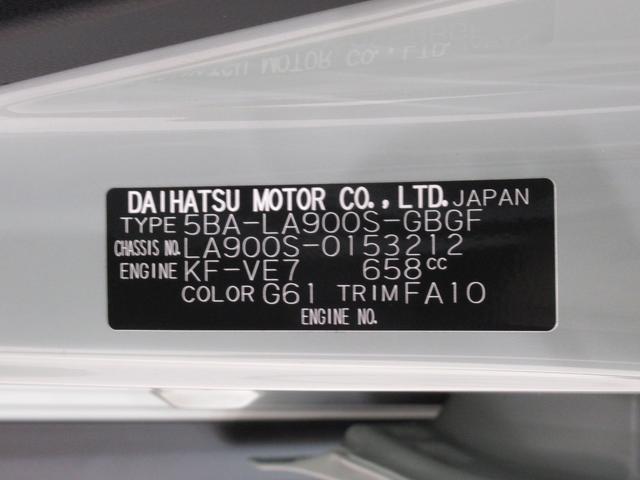 DAIHATSU MOTOR CO., LTD. JAPAN
TYPE 5BA-LA900S-GBGF
CHASSIS NO. LA900S-0153212
ENGINE KF-VE7 658cc
COLOR G61 TRIM FA10
ENGINE NO.